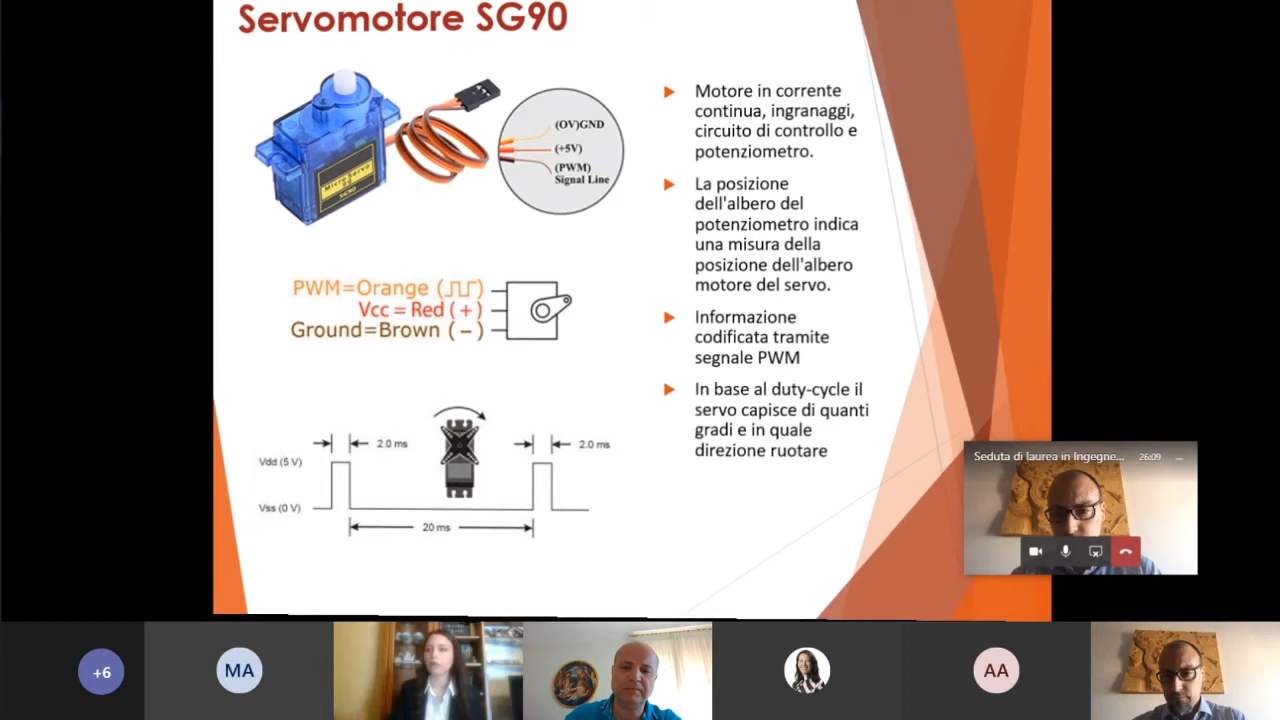 Servomotore SG90
(OV)GND
(+5V)
(PWM)
Signal Line
Micro Servo
SG90
PWM=Orange
Vcc = Red (+)
Ground=Brown (−)
2.0 ms
2.0 ms
Vdd (5 V)
Vss (0 V)
20 ms
Motore in corrente
continua, ingranaggi,
circuito di controllo e
potenziometro.
La posizione
dell'albero del
potenziometro indica
una misura della
posizione dell'albero
motore del servo.
Informazione
codificata tramite
segnale PWM
In base al duty-cycle il
servo capisce di quanti
gradi e in quale
direzione ruotare
Seduta di laurea in Ingegne...
26:09
+6
MA
AA